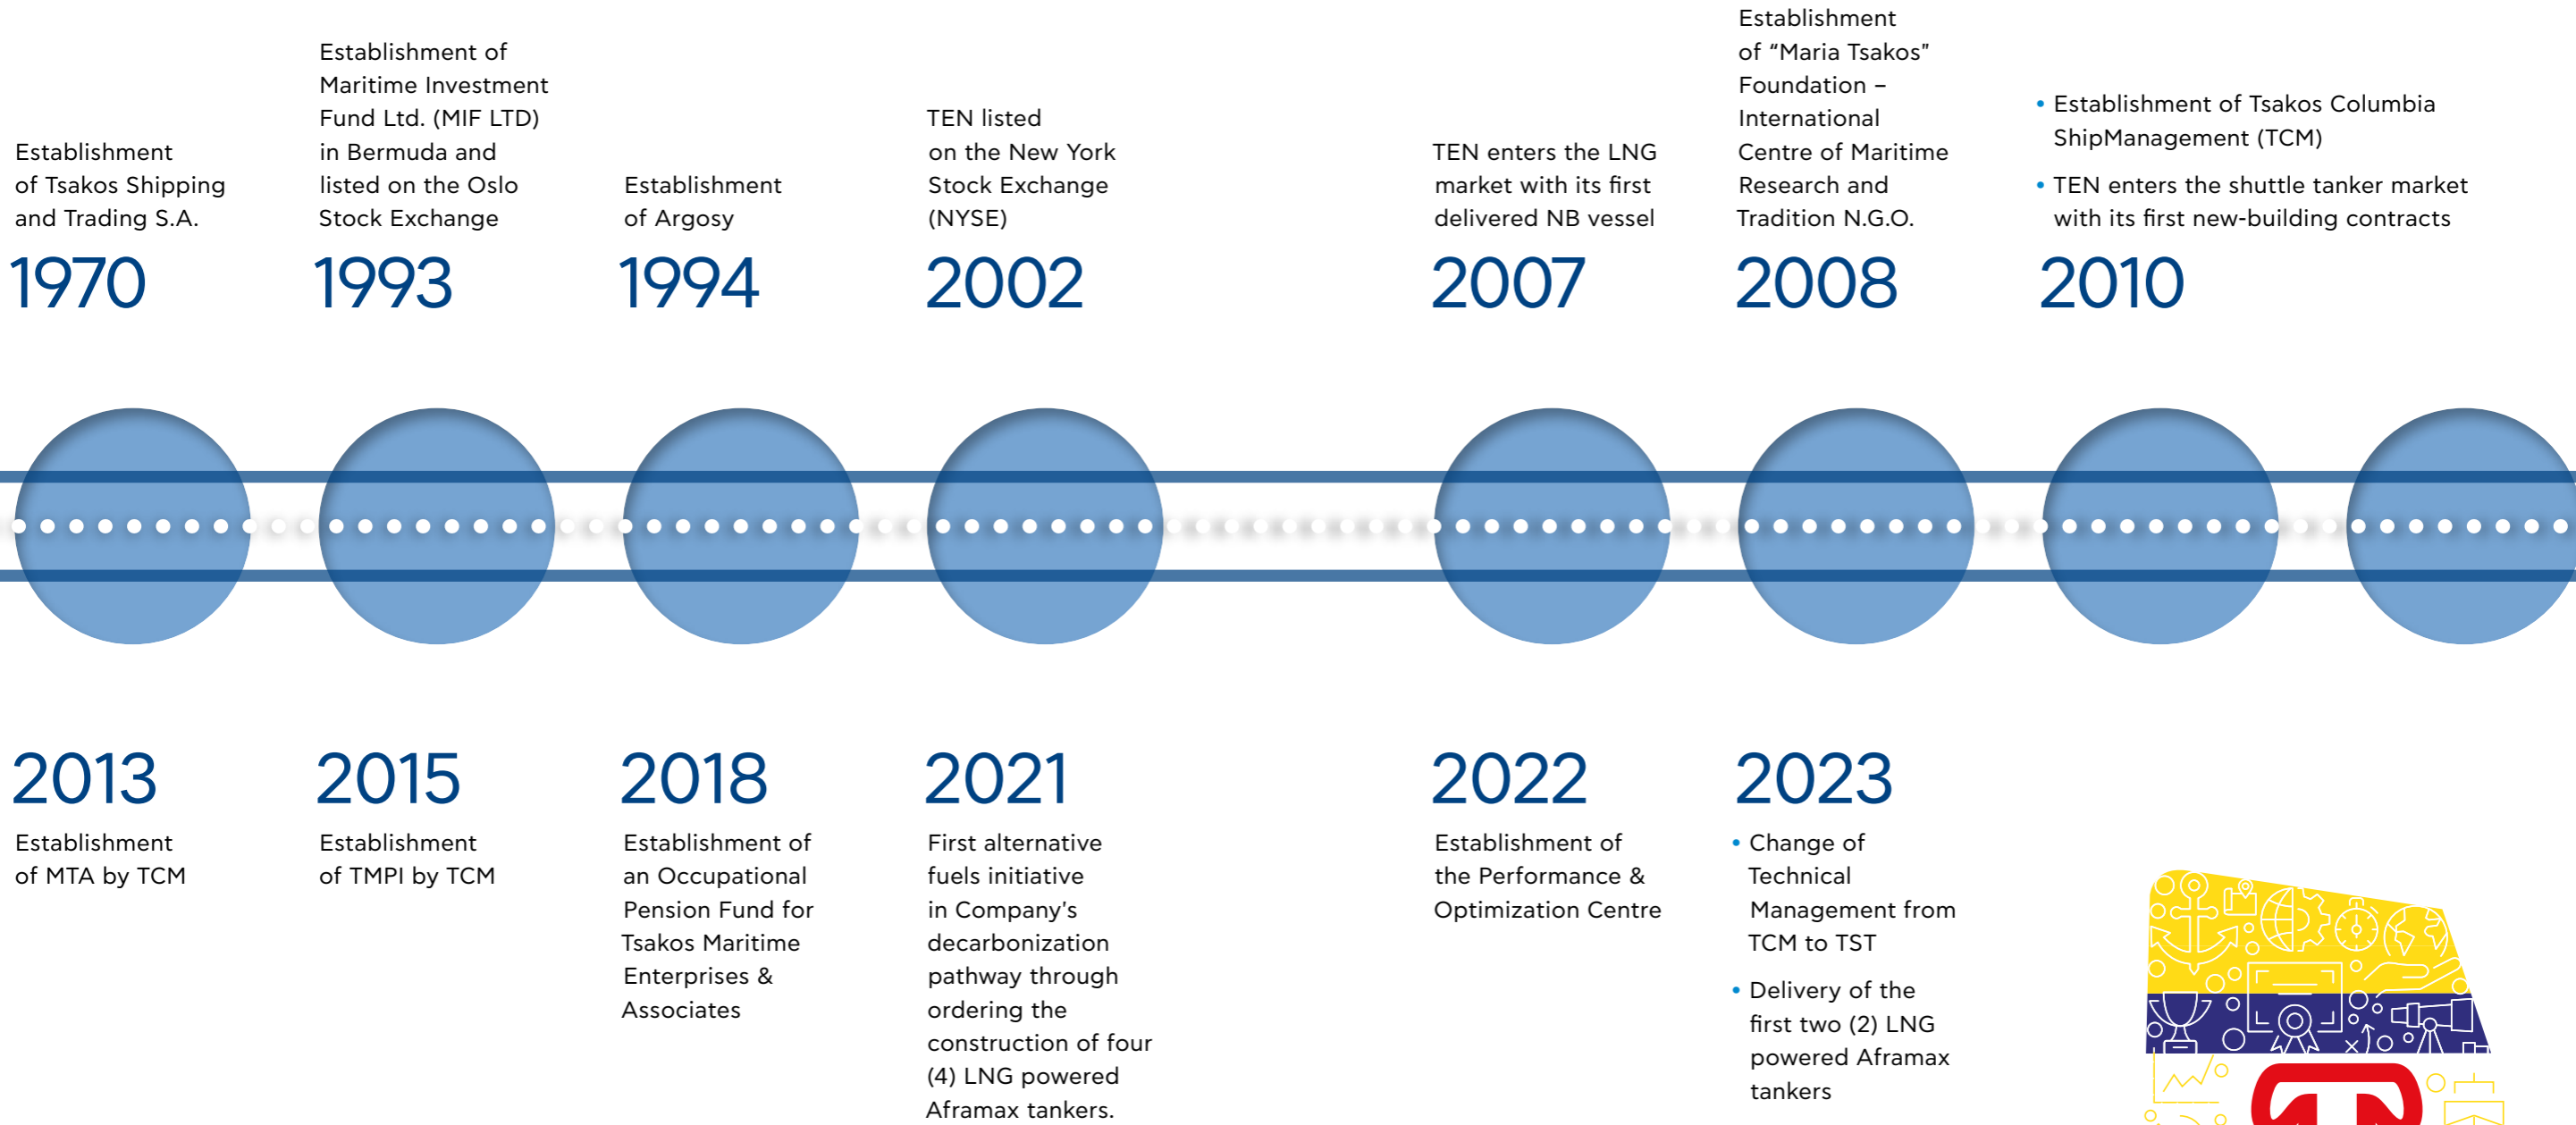 Establishment
of Tsakos Shipping
and Trading S.A.
1970
Establishment of
Maritime Investment
Fund Ltd. (MIF LTD)
in Bermuda and
listed on the Oslo
Stock Exchange
1993
Establishment
of Argosy
1994
TEN listed
on the New York
Stock Exchange
(NYSE)
2002
TEN enters the LNG
market with its first
delivered NB vessel
2007
Establishment
of “Maria Tsakos”
Foundation –
International
Centre of Maritime
Research and
Tradition N.G.O.
2008
• Establishment of Tsakos Columbia
ShipManagement (TCM)
• TEN enters the shuttle tanker market
with its first new-building contracts
2010
2013
Establishment
of MTA by TCM
2015
Establishment
of TMPI by TCM
2018
Establishment of
an Occupational
Pension Fund for
Tsakos Maritime
Enterprises &
Associates
2021
First alternative
fuels initiative
in Company’s
decarbonization
pathway through
ordering the
construction of four
(4) LNG powered
Aframax tankers.
2022
Establishment of
the Performance &
Optimization Centre
2023
• Change of
Technical
Management from
TCM to TST
• Delivery of the
first two (2) LNG
powered Aframax
tankers